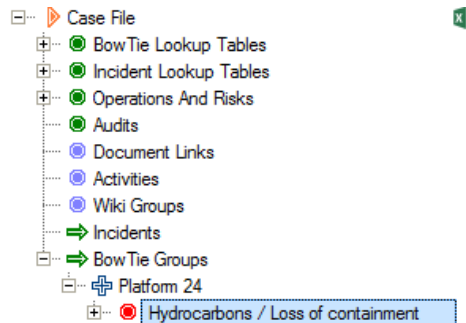 Case File
BowTie Lookup Tables
Incident Lookup Tables
Operations And Risks
Audits
Document Links
Activities
Wiki Groups
Incidents
BowTie Groups
Platform 24
Hydrocarbons / Loss of containment